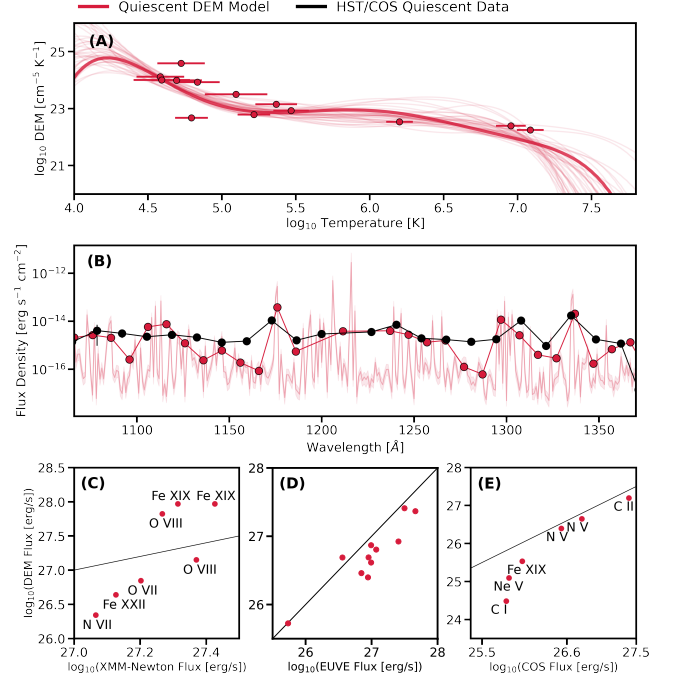 Quiescent DEM Model
HST/COS Quiescent Data
(A)
25
23
21
log10 DEM [cm−5 K−1]
4.0 4.5 5.0 5.5 6.0 6.5 7.0 7.5
log10 Temperature [K]
(B)
10−12
10−14
10−16
Flux Density [erg s−1 cm−2]
1100 1150 1200 1250 1300 1350
Wavelength [Å]
(C)
28.5
28.0
27.5
27.0
26.5
26.0
log10(DEM Flux [erg/s])
Fe XIX Fe XIX
O VIII
O VIII
O VII
Fe XXII
N VII
27.0 27.2 27.4
log10(XMM-Newton Flux [erg/s])
(D)
28
27
26
26 27 28
log10(EUVE Flux [erg/s])
(E)
28
27
26
25
24
C II
N V N V
Fe XIX
Ne V
C I
25.5 26.6 27.5
log10(COS Flux [erg/s])